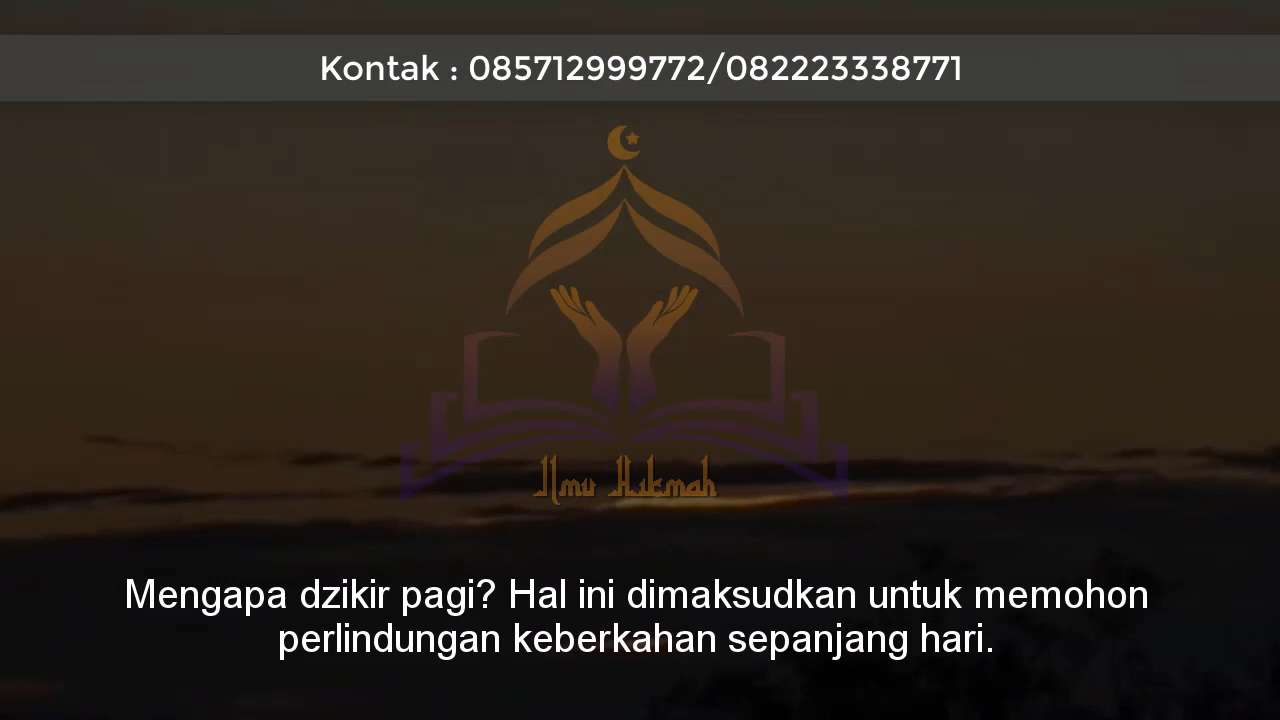 Kontak : 085712999772/082223338771
Ilmu Hikmah
Mengapa dzikir pagi? Hal ini dimaksudkan untuk memohon
perlindungan keberkahan sepanjang hari.